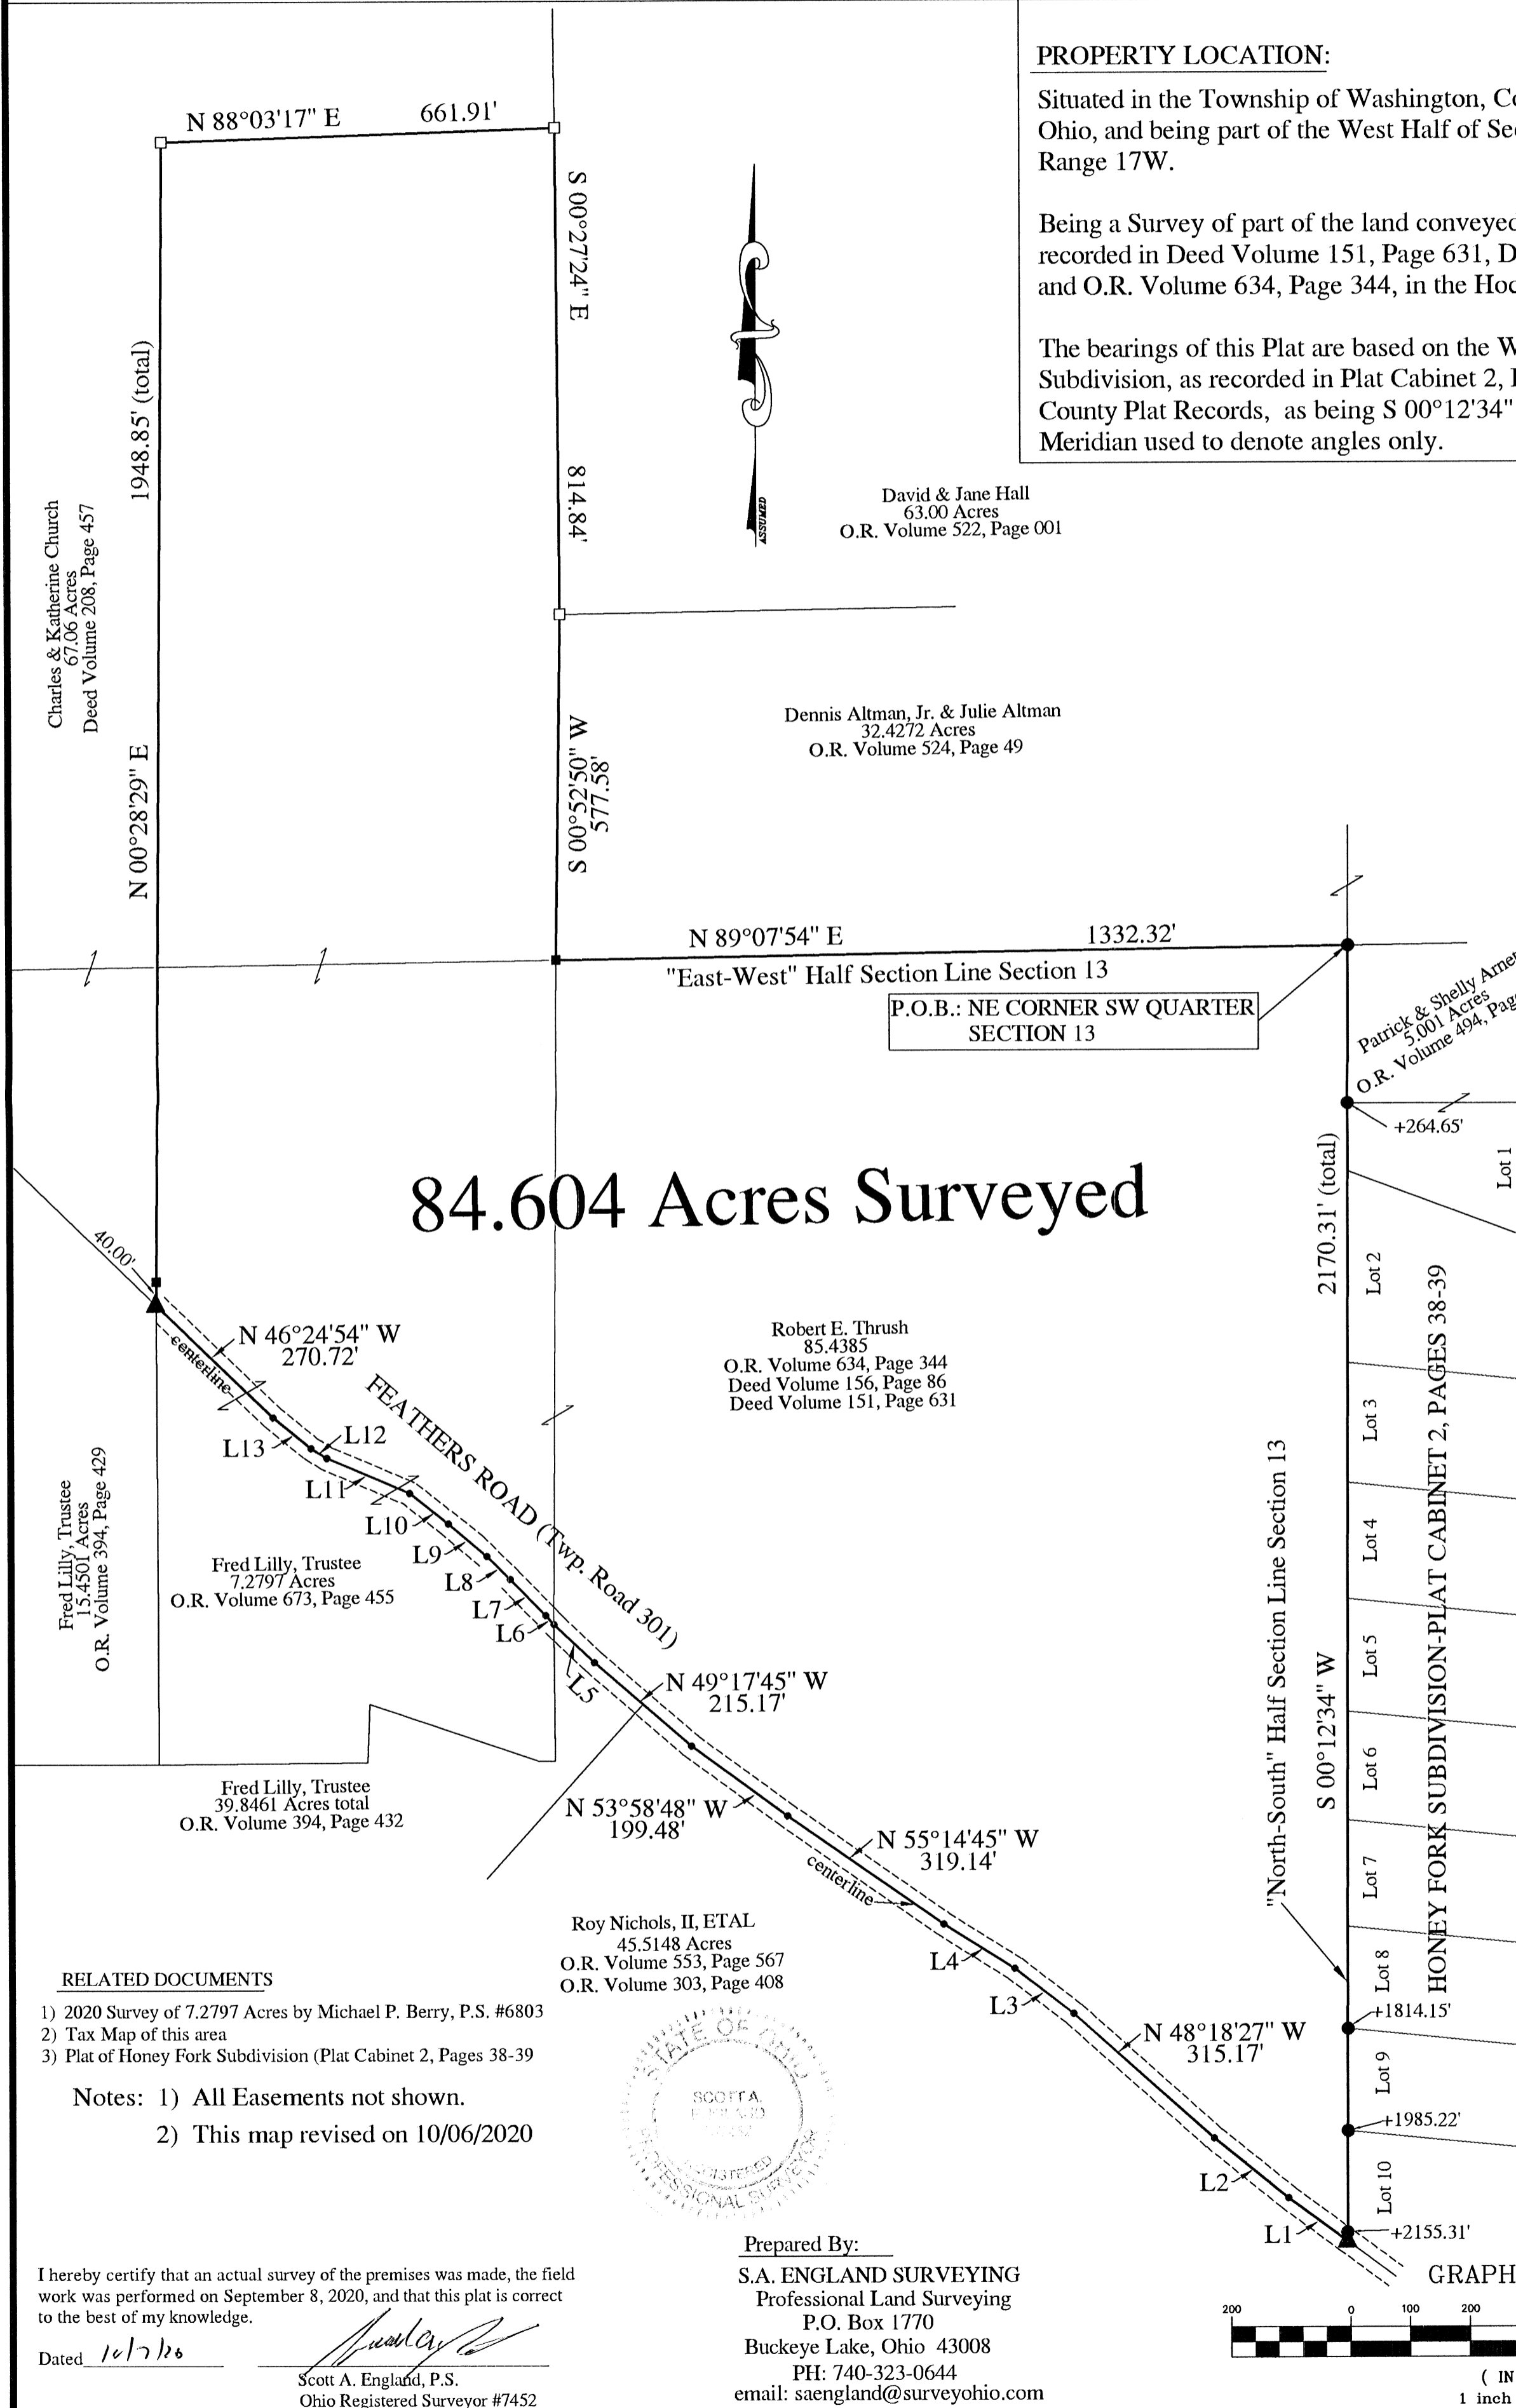 PROPERTY LOCATION:
Situated in the Township of Washington,
Ohio, and being part of the West Half of
Range 17W.
Being a Survey of part of the land conveyed
recorded in Deed Volume 151, Page 631,
and O.R. Volume 634, Page 344, in the
The bearings of this Plat are based on the
Subdivision, as recorded in Plat Cabinet 2,
County Plat Records, as being S 00°12'34"
Meridian used to denote angles only.
N 88°03'17" E 661.91'
S 00°27'24" E
814.84'
1948.85' (total)
N 00°28'29" E
ASSUMED
David & Jane Hall
63.00 Acres
O.R. Volume 522, Page 001
Charles & Katherine Church
67.06 Acres
Deed Volume 208, Page 457
Dennis Altman, Jr. & Julie Altman
32.4272 Acres
O.R. Volume 524, Page 49
S 00°52'50" W
577.58'
N 89°07'54" E 1332.32'
"East-West" Half Section Line Section 13
P.O.B.: NE CORNER SW QUARTER
SECTION 13
Patrick & Shelly
5.001 Acres
O.R. Volume 494,
+264.65'
Lot 1
84.604 Acres Surveyed
2170.31' (total)
Lot 2
40.00'
N 46°24'54" W
270.72'
centerline
Robert E. Thrush
85.4385
O.R. Volume 634, Page 344
Deed Volume 156, Page 86
Deed Volume 151, Page 631
FEATHERS ROAD (Twp. Road 301)
L13
L12
L11
L10
L9
L8
L7
L6
L5
Lot 3
Lot 4
Lot 5
Lot 6
Lot 7
Lot 8
Lot 9
Lot 10
HONEY FORK SUBDIVISION-PLAT CABINET 2, PAGES 38-39
"North-South" Half Section Line Section 13
S 00°12'34" W
Fred Lilly, Trustee
15.4501 Acres
O.R. Volume 394, Page 429
Fred Lilly, Trustee
7.2797 Acres
O.R. Volume 673, Page 455
N 49°17'45" W
215.17'
Fred Lilly, Trustee
39.8461 Acres total
O.R. Volume 394, Page 432
N 53°58'48" W
199.48'
N 55°14'45" W
319.14'
centerline
Roy Nichols, II, ETAL
45.5148 Acres
O.R. Volume 553, Page 567
O.R. Volume 303, Page 408
L4
L3
N 48°18'27" W
315.17'
+1814.15'
+1985.22'
L2
L1
+2155.31'
RELATED DOCUMENTS
1) 2020 Survey of 7.2797 Acres by Michael P. Berry, P.S. #6803
2) Tax Map of this area
3) Plat of Honey Fork Subdivision (Plat Cabinet 2, Pages 38-39
Notes: 1) All Easements not shown.
2) This map revised on 10/06/2020
STATE OF OHIO
SCOTT A.
REGISTERED
PROFESSIONAL SURVEYOR
I hereby certify that an actual survey of the premises was made, the field
work was performed on September 8, 2020, and that this plat is correct
to the best of my knowledge.
Dated 10/7/20
Scott A. England, P.S.
Ohio Registered Surveyor #7452
Prepared By:
S.A. ENGLAND SURVEYING
Professional Land Surveying
P.O. Box 1770
Buckeye Lake, Ohio 43008
PH: 740-323-0644
email: saengland@surveyohio.com
GRAPH
200 0 100 200
( IN
1 inch